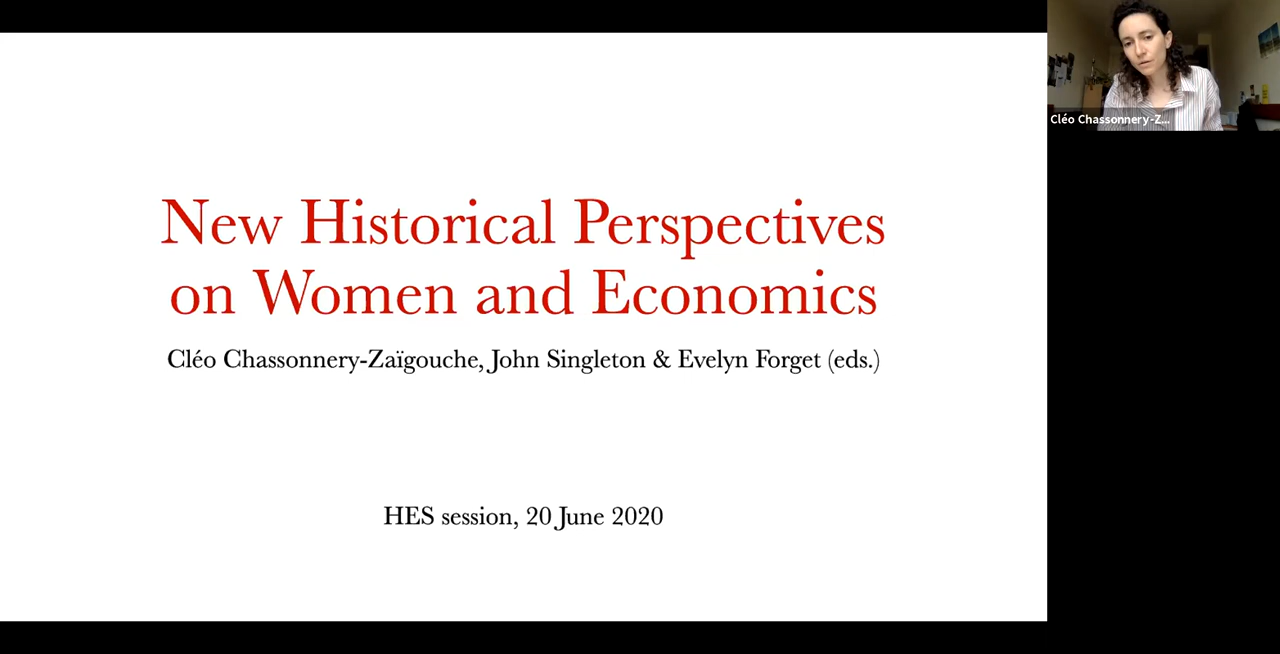 New Historical Perspectives
on Women and Economics
Cléo Chassonnery-Zaïgouche, John Singleton & Evelyn Forget (eds.)
HES session, 20 June 2020
Cléo Chassonnery-Z...